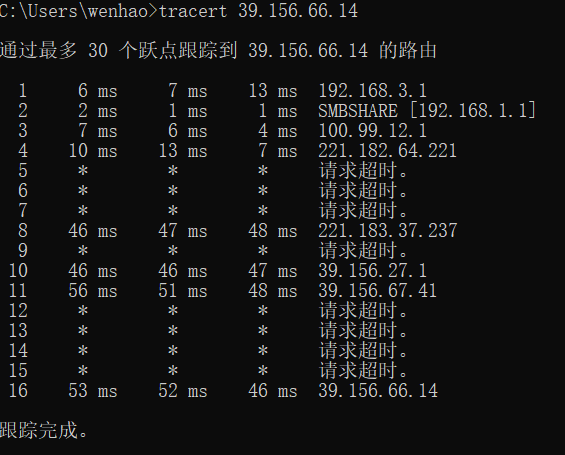 C:\Users\wenhao>tracert 39.156.66.14
通过最多 30 个跃点跟踪到 39.156.66.14 的路由
1 6 ms 7 ms 13 ms 192.168.3.1
2 2 ms 1 ms 1 ms SMBSHARE [192.168.1.1]
3 7 ms 6 ms 4 ms 100.99.12.1
4 10 ms 13 ms 7 ms 221.182.64.221
5 * * * 请求超时。
6 * * * 请求超时。
7 * * * 请求超时。
8 46 ms 47 ms 48 ms 221.183.37.237
9 * * * 请求超时。
10 46 ms 46 ms 47 ms 39.156.27.1
11 56 ms 51 ms 48 ms 39.156.67.41
12 * * * 请求超时。
13 * * * 请求超时。
14 * * * 请求超时。
15 * * * 请求超时。
16 53 ms 52 ms 46 ms 39.156.66.14
跟踪完成。